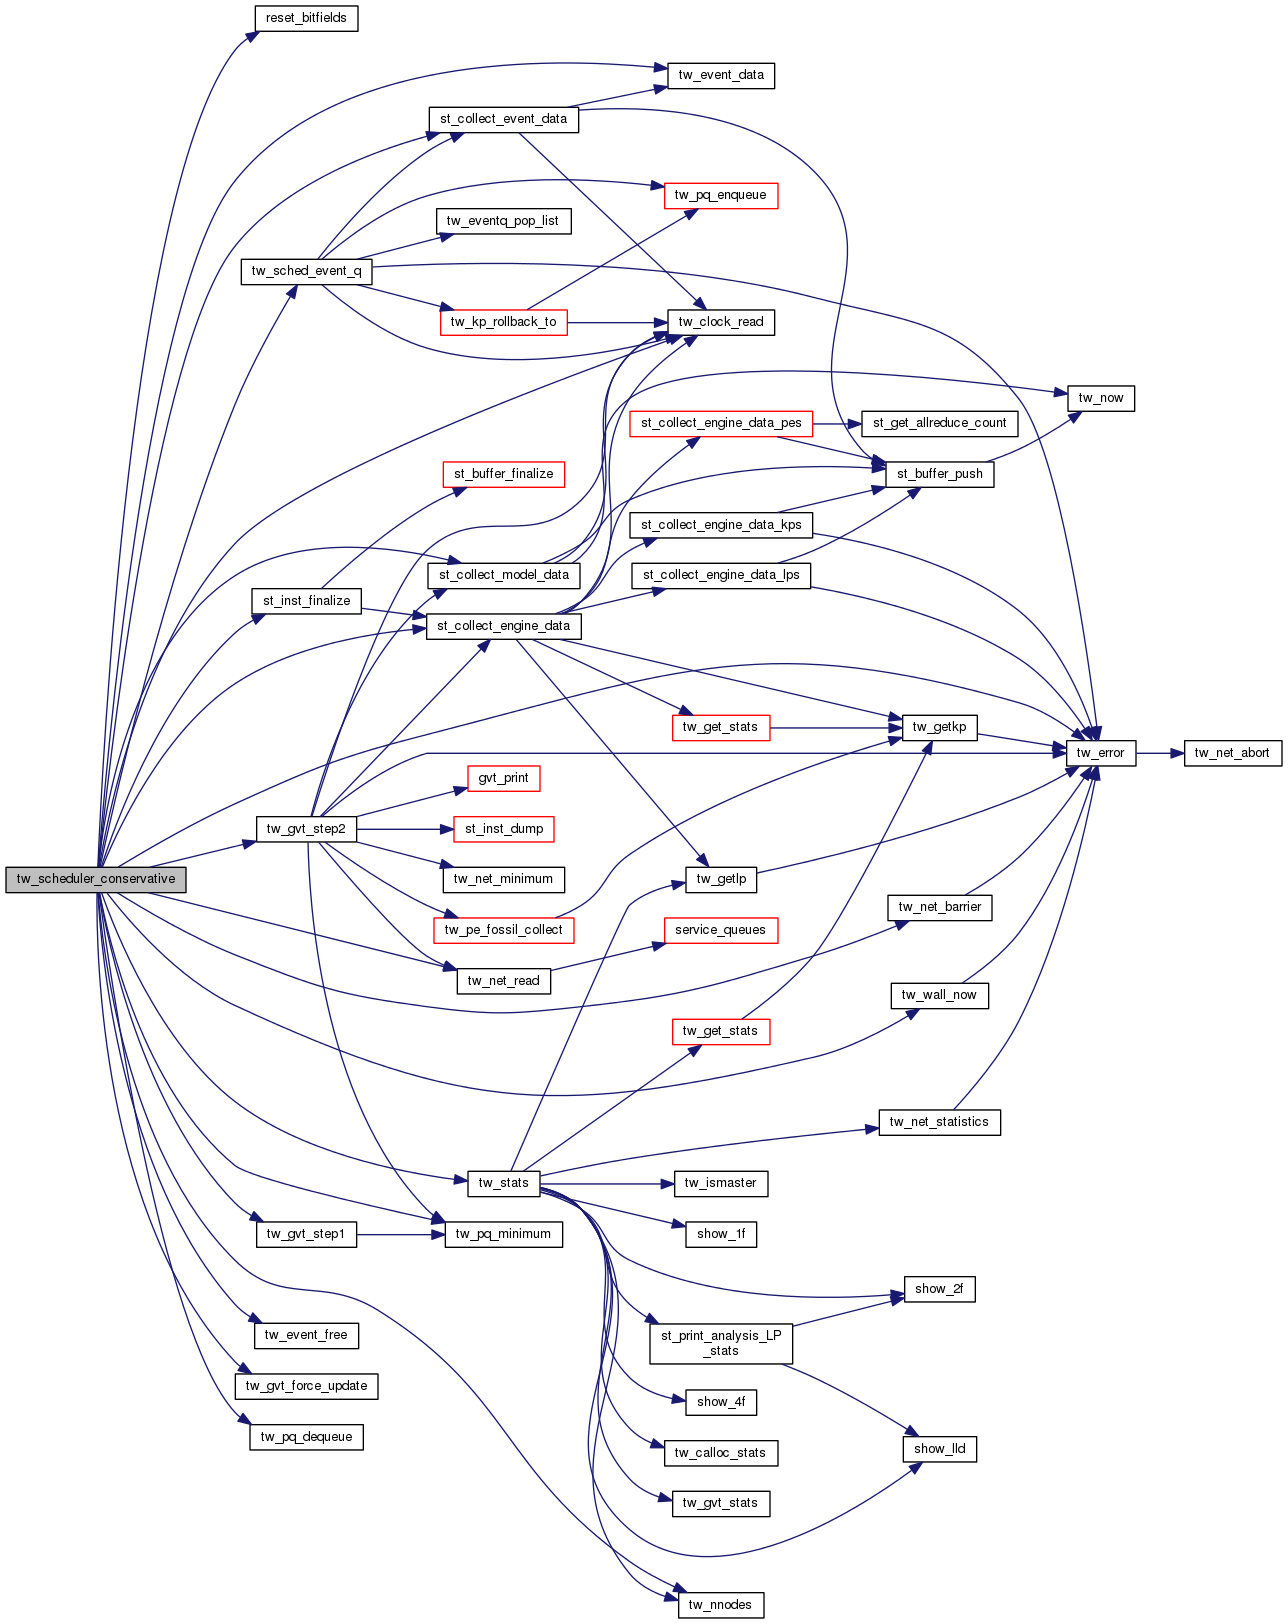 reset_bitfields
tw_event_data
st_collect_event_data
tw_pq_enqueue
tw_eventq_pop_list
tw_sched_event_q
tw_kp_rollback_to
tw_clock_read
tw_now
st_collect_engine_data_pes
st_get_allreduce_count
st_buffer_finalize
st_buffer_push
st_collect_engine_data_kps
st_collect_model_data
st_collect_engine_data_lps
st_inst_finalize
st_collect_engine_data
tw_get_stats
tw_getkp
tw_error
tw_net_abort
gvt_print
tw_gvt_step2
st_inst_dump
tw_scheduler_conservative
tw_net_minimum
tw_getlp
tw_net_barrier
tw_pe_fossil_collect
service_queues
tw_net_read
tw_wall_now
tw_get_stats
tw_net_statistics
tw_stats
tw_ismaster
tw_gvt_step1
tw_pq_minimum
show_1f
show_2f
tw_event_free
st_print_analysis_LP
_stats
tw_gvt_force_update
show_4f
tw_pq_dequeue
show_lld
tw_calloc_stats
tw_gvt_stats
tw_nnodes